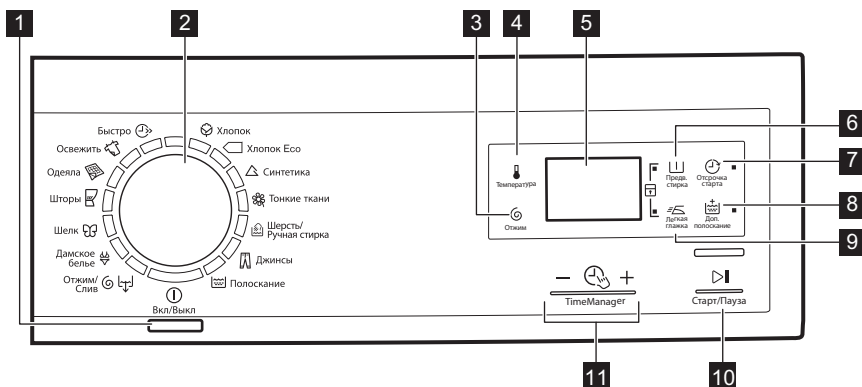 1
2
3
4
5
6
7
8
9
10
11
Быстро
Освежить
Одеяла
Шторы
Шелк
Дамское
белье
Отжим/
Слив
Хлопок
Хлопок Eco
Синтетика
Тонкие ткани
Шерсть/
Ручная стирка
Джинсы
Полоскание
Вкл/Выкл
Температура
Отжим
Предв.
стирка
Отсрочка
старта
Легкая
глажка
Доп.
полоскание
TimeManager
Старт/Пауза